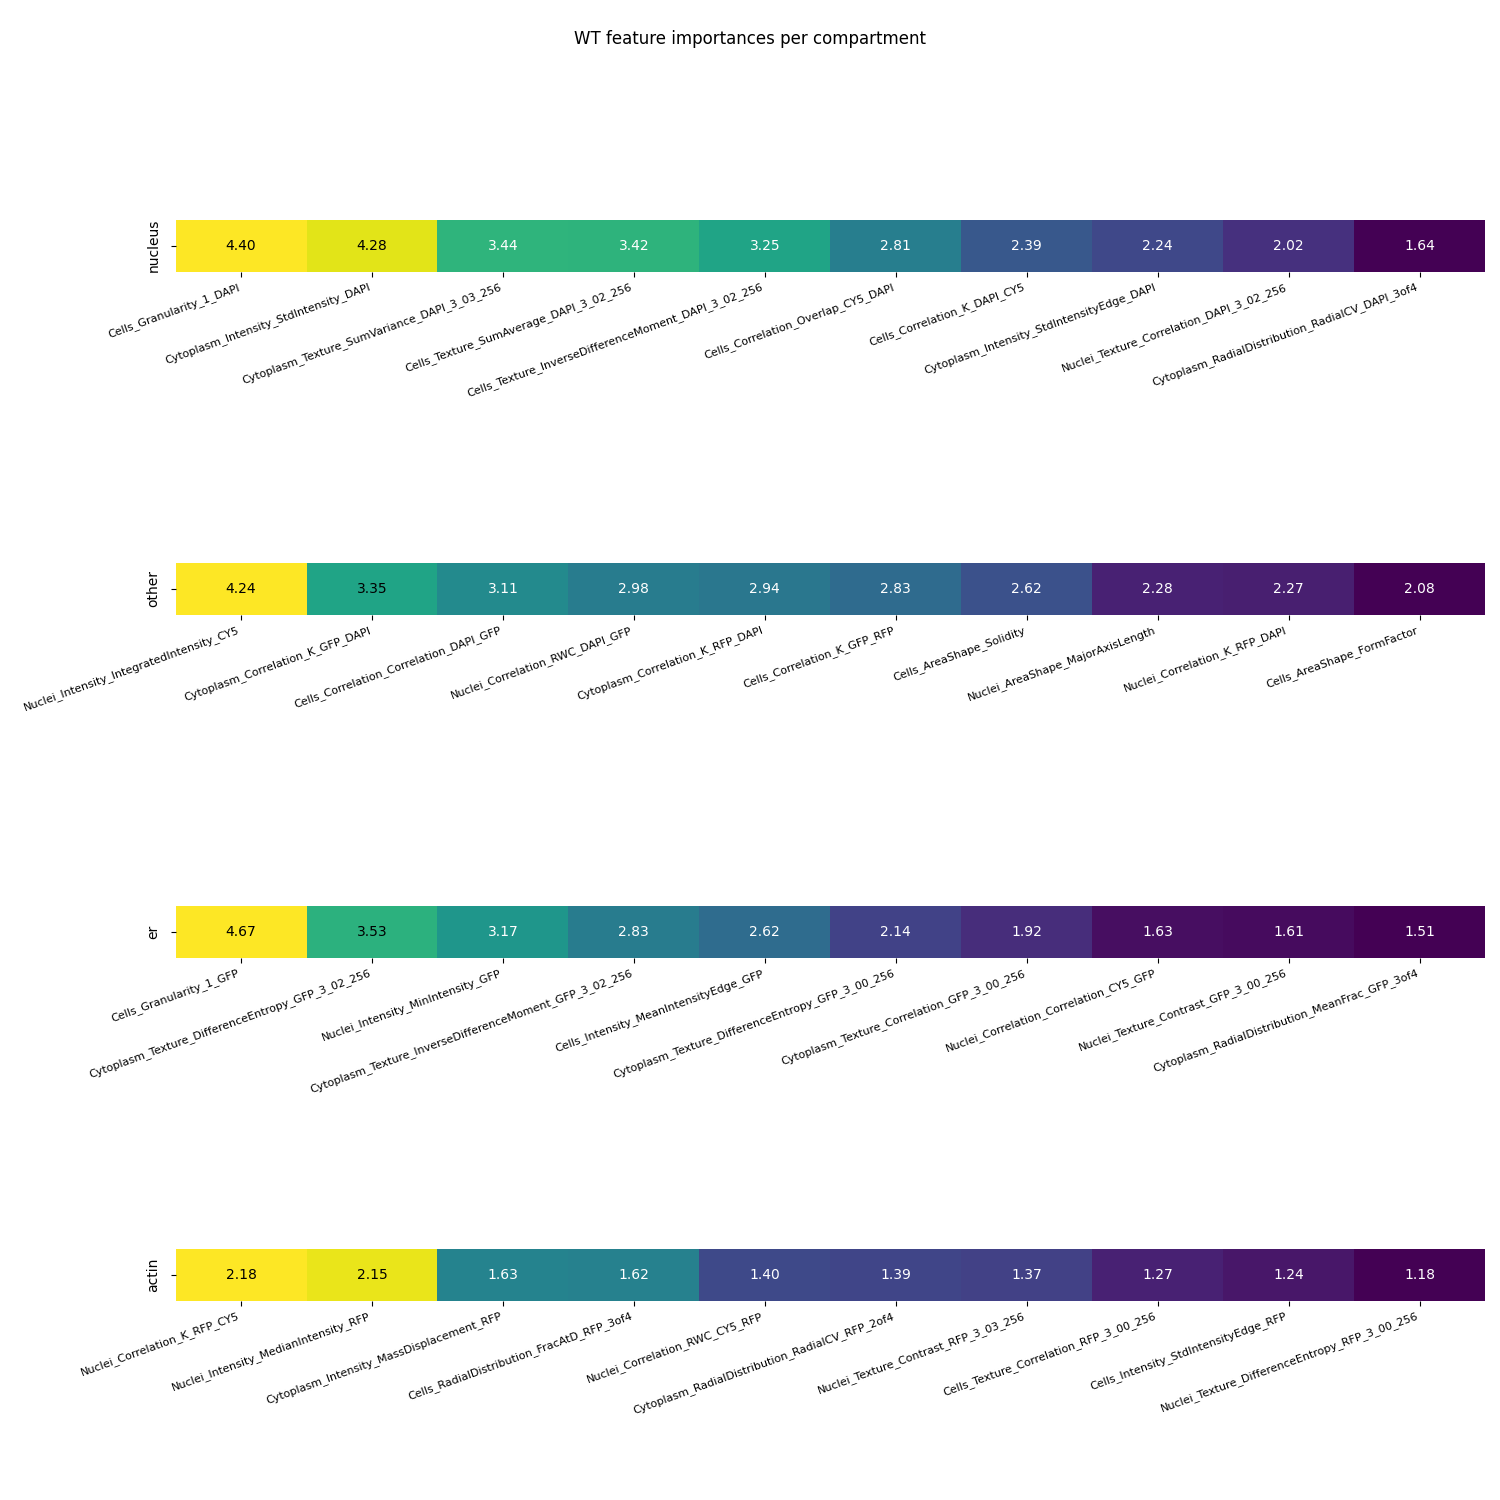 WT feature importances per compartment
nucleus
4.40 4.28 3.44 3.42 3.25 2.81 2.39 2.24 2.02 1.64
Cells_Granularity_1_DAPI
Cytoplasm_Intensity_StdIntensity_DAPI
Cytoplasm_Texture_SumVariance_DAPI_3_03_256
Cells_Texture_SumAverage_DAPI_3_02_256
Cells_Texture_InverseDifferenceMoment_DAPI_3_02_256
Cells_Correlation_Overlap_CY5_DAPI
Cells_Correlation_K_DAPI_CY5
Cytoplasm_Intensity_StdIntensityEdge_DAPI
Nuclei_Texture_Correlation_DAPI_3_02_256
Cytoplasm_RadialDistribution_RadialCV_DAPI_3of4
other
4.24 3.35 3.11 2.98 2.94 2.83 2.62 2.28 2.27 2.08
Nuclei_Intensity_IntegratedIntensity_CY5
Cytoplasm_Correlation_K_GFP_DAPI
Cells_Correlation_Correlation_DAPI_GFP
Nuclei_Correlation_RWC_DAPI_GFP
Cytoplasm_Correlation_K_RFP_DAPI
Cells_Correlation_K_GFP_RFP
Cells_AreaShape_Solidity
Nuclei_AreaShape_MajorAxisLength
Nuclei_Correlation_K_RFP_DAPI
Cells_AreaShape_FormFactor
er
4.67 3.53 3.17 2.83 2.62 2.14 1.92 1.63 1.61 1.51
Cells_Granularity_1_GFP
Cytoplasm_Texture_DifferenceEntropy_GFP_3_02_256
Nuclei_Intensity_MinIntensity_GFP
Cytoplasm_Texture_InverseDifferenceMoment_GFP_3_02_256
Cells_Intensity_MeanIntensityEdge_GFP
Cytoplasm_Texture_DifferenceEntropy_GFP_3_00_256
Cytoplasm_Texture_Correlation_GFP_3_00_256
Nuclei_Correlation_Correlation_CY5_GFP
Nuclei_Texture_Contrast_GFP_3_00_256
Cytoplasm_RadialDistribution_MeanFrac_GFP_3of4
actin
2.18 2.15 1.63 1.62 1.40 1.39 1.37 1.27 1.24 1.18
Nuclei_Correlation_K_RFP_CY5
Nuclei_Intensity_MedianIntensity_RFP
Cytoplasm_Intensity_MassDisplacement_RFP
Cells_RadialDistribution_FracAtD_RFP_3of4
Nuclei_Correlation_RWC_CY5_RFP
Cytoplasm_RadialDistribution_RadialCV_RFP_2of4
Nuclei_Texture_Contrast_RFP_3_03_256
Cells_Texture_Correlation_RFP_3_00_256
Cells_Intensity_StdIntensityEdge_RFP
Nuclei_Texture_DifferenceEntropy_RFP_3_00_256